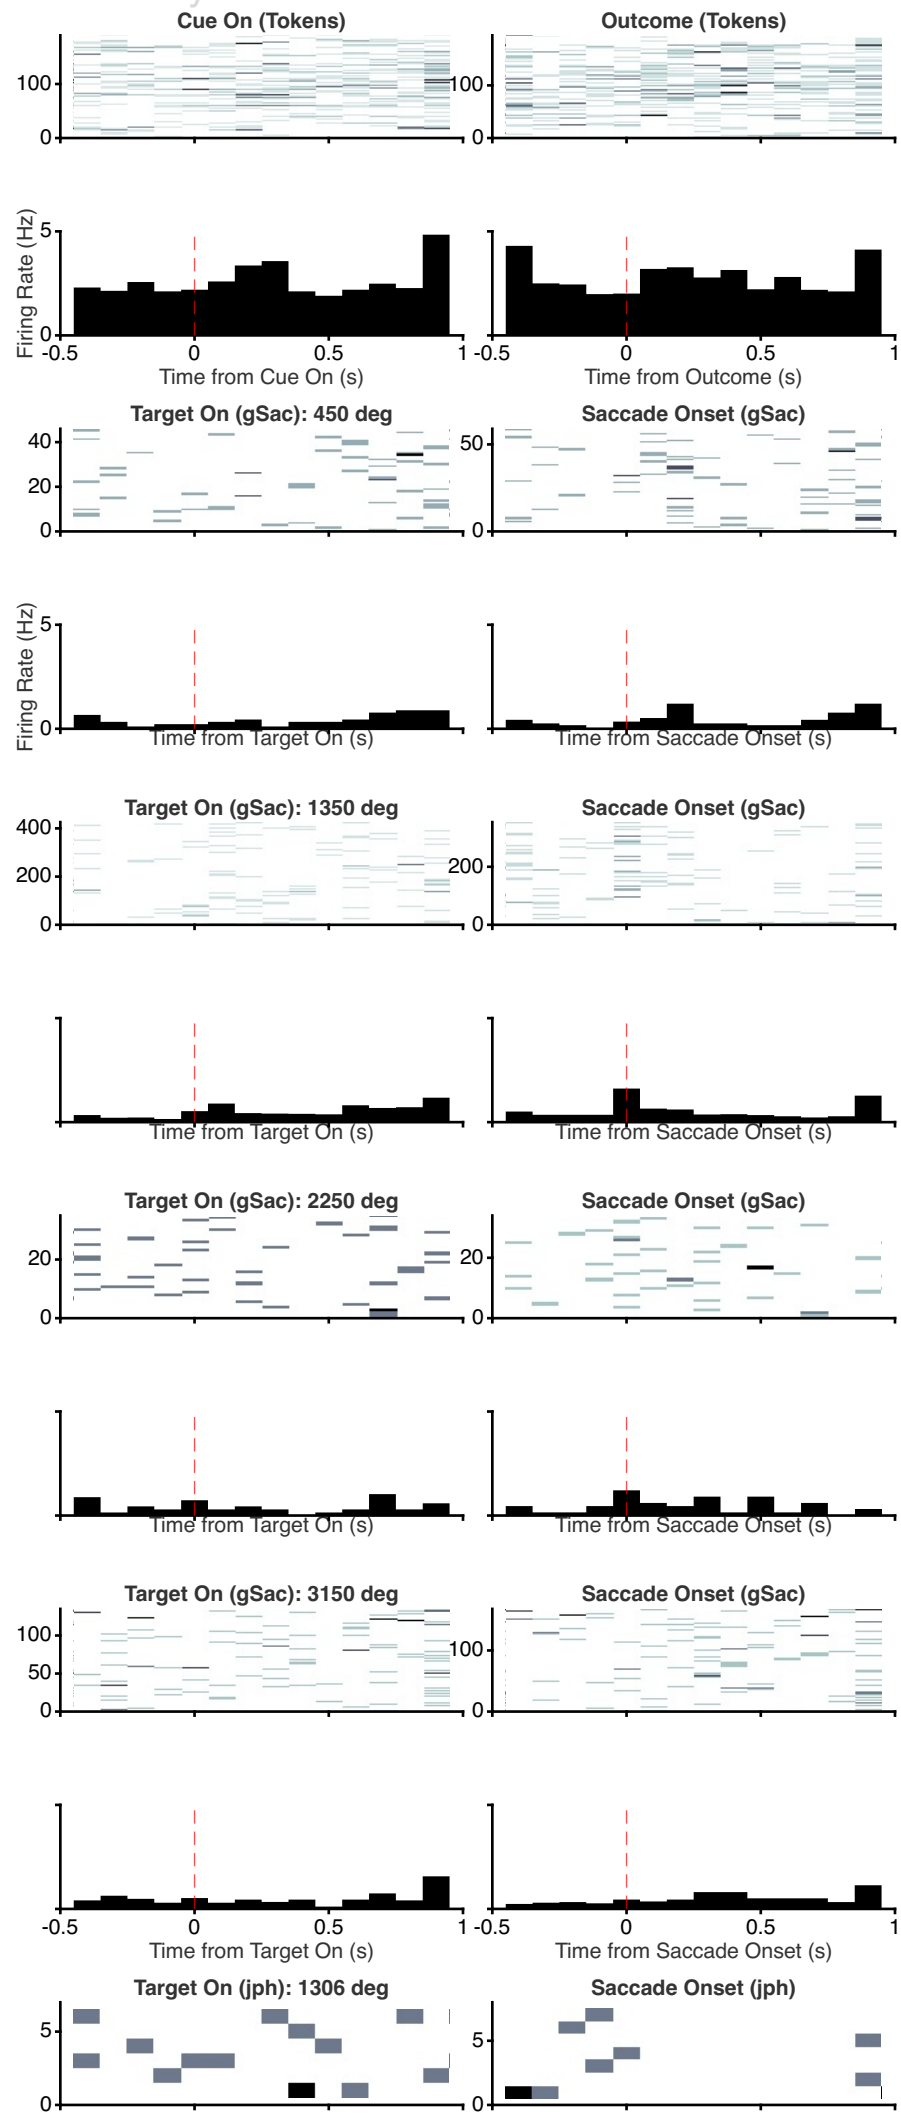 Cue On (Tokens) Outcome (Tokens)
100 100
0 0
Firing Rate (Hz)
5
0
-0.5 0 0.5 1 -0.5 0 0.5 1
Time from Cue On (s) Time from Outcome (s)
Target On (gSac): 450 deg Saccade Onset (gSac)
40 50
20
0 0
Firing Rate (Hz)
5
0
Time from Target On (s) Time from Saccade Onset (s)
Target On (gSac): 1350 deg Saccade Onset (gSac)
400
200 200
0 0
Time from Target On (s) Time from Saccade Onset (s)
Target On (gSac): 2250 deg Saccade Onset (gSac)
20 20
0 0
Time from Target On (s) Time from Saccade Onset (s)
Target On (gSac): 3150 deg Saccade Onset (gSac)
100 100
50
0 0
-0.5 0 0.5 1 -0.5 0 0.5 1
Time from Target On (s) Time from Saccade Onset (s)
Target On (jph): 1306 deg Saccade Onset (jph)
5 5
0 0